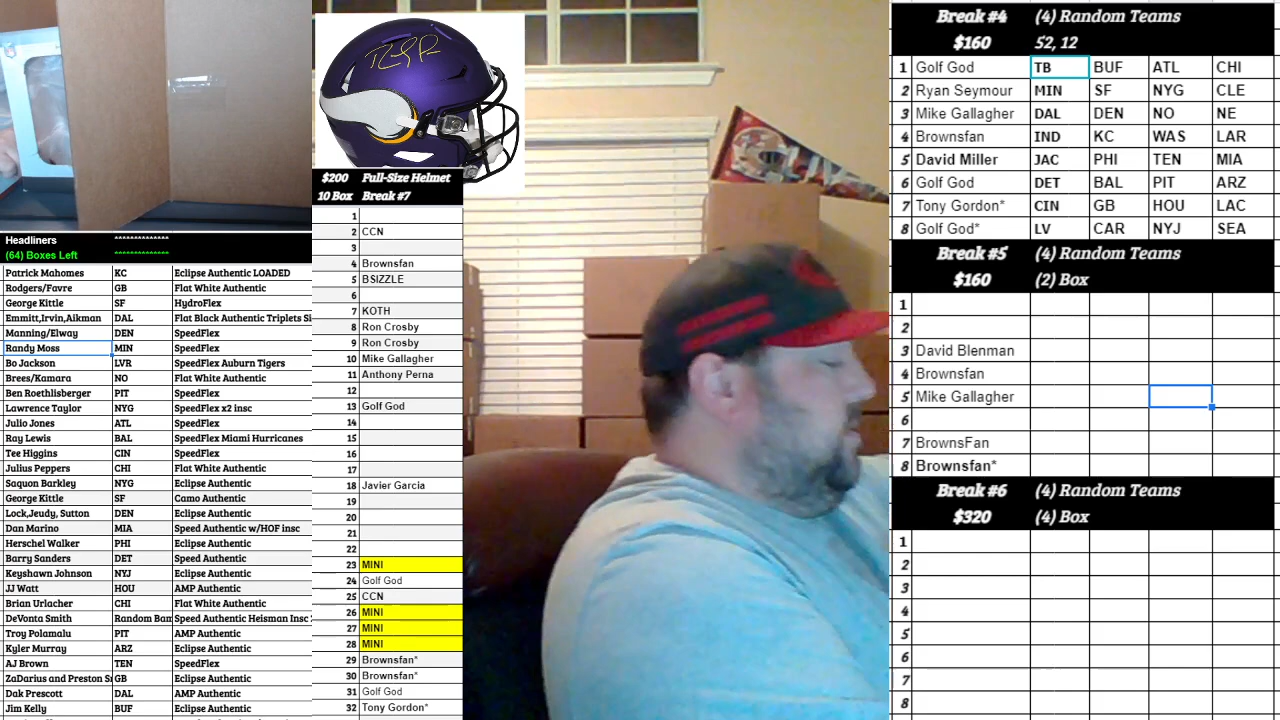 Headliners **************
(64) Boxes Left **************
Patrick Mahomes KC Eclipse Authentic LOADED
Rodgers/Favre GB Flat White Authentic
George Kittle SF HydroFlex
Emmitt,Irvin,Aikman DAL Flat Black Authentic Triplets Si
Manning/Elway DEN SpeedFlex
Randy Moss MIN SpeedFlex
Bo Jackson LVR SpeedFlex Auburn Tigers
Brees/Kamara NO Flat White Authentic
Ben Roethlisberger PIT SpeedFlex
Lawrence Taylor NYG SpeedFlex x2 insc
Julio Jones ATL SpeedFlex
Ray Lewis BAL SpeedFlex Miami Hurricanes
Tee Higgins CIN SpeedFlex
Julius Peppers CHI Flat White Authentic
Saquon Barkley NYG Eclipse Authentic
George Kittle SF Camo Authentic
Lock,Jeudy, Sutton DEN Eclipse Authentic
Dan Marino MIA Speed Authentic w/HOF insc
Herschel Walker PHI Eclipse Authentic
Barry Sanders DET Speed Authentic
Keyshawn Johnson NYJ Eclipse Authentic
JJ Watt HOU AMP Authentic
Brian Urlacher CHI Flat White Authentic
DeVonta Smith Random Bam Speed Authentic Heisman Insc
Troy Polamalu PIT AMP Authentic
Kyler Murray ARZ Eclipse Authentic
AJ Brown TEN SpeedFlex
ZaDarius and Preston S GB Eclipse Authentic
Dak Prescott DAL AMP Authentic
Jim Kelly BUF Eclipse Authentic
$200 Full-Size Helmet
10 Box Break #7
1
2 CCN
3
4 Brownsfan
5 BSIZZLE
6
7 KOTH
8 Ron Crosby
9 Ron Crosby
10 Mike Gallagher
11 Anthony Perna
12
13 Golf God
14
15
16
17
18 Javier Garcia
19
20
21
22
23 MINI
24 Golf God
25 CCN
26 MINI
27 MINI
28 MINI
29 Brownsfan*
30 Brownsfan*
31 Golf God
32 Tony Gordon*
Break #4 (4) Random Teams
$160 52, 12
1 Golf God TB BUF ATL CHI
2 Ryan Seymour MIN SF NYG CLE
3 Mike Gallagher DAL DEN NO NE
4 Brownsfan IND KC WAS LAR
5 David Miller JAC PHI TEN MIA
6 Golf God DET BAL PIT ARZ
7 Tony Gordon* CIN GB HOU LAC
8 Golf God* LV CAR NYJ SEA
Break #5 (4) Random Teams
$160 (2) Box
1
2
3 David Blenman
4 Brownsfan
5 Mike Gallagher
6
7 BrownsFan
8 Brownsfan*
Break #6 (4) Random Teams
$320 (4) Box
1
2
3
4
5
6
7
8